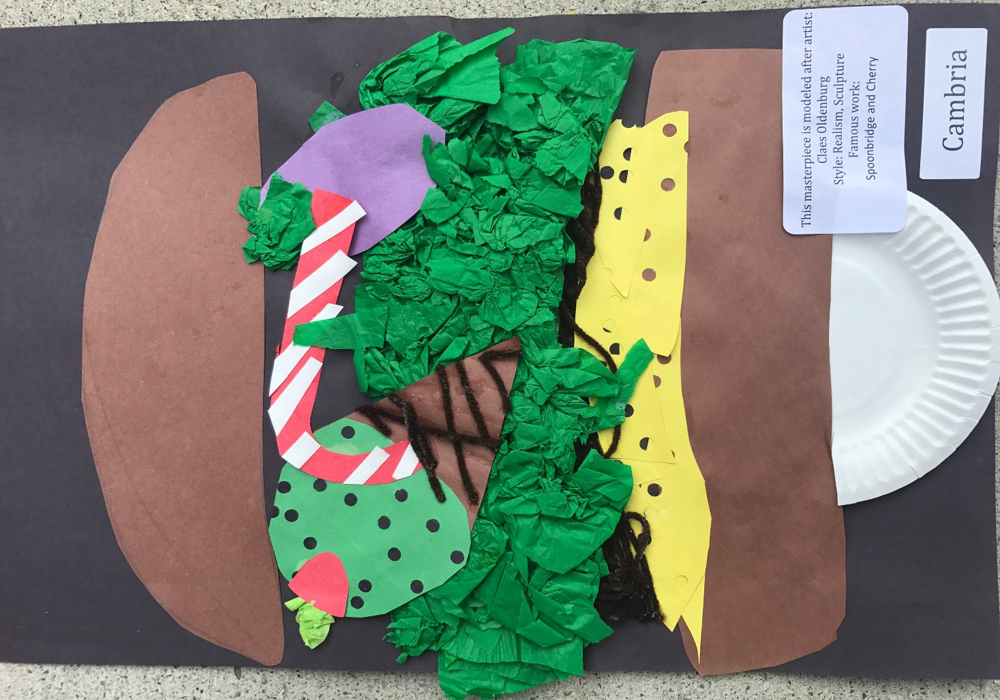 This masterpiece is modeled after artist:
Claes Oldenburg
Style: Realism, Sculpture
Famous work:
Spoonbridge and Cherry
Cambria